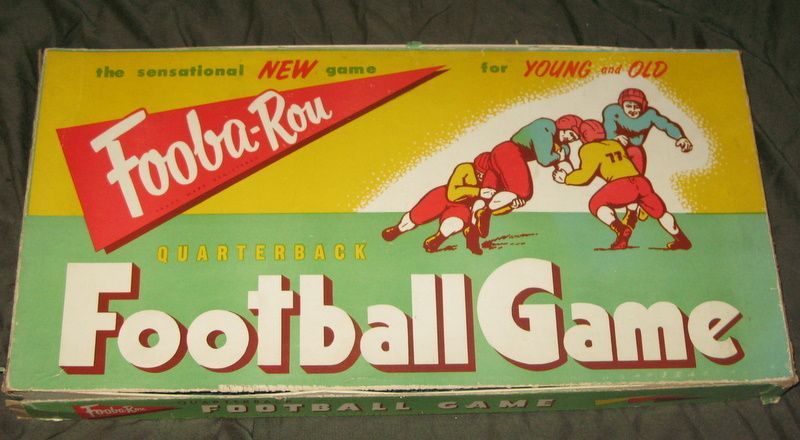 the sensational NEW game for YOUNG and OLD
Fooba-Rou
QUARTERBACK
77
Football Game
Fooba-Rou FOOTBALL GAME